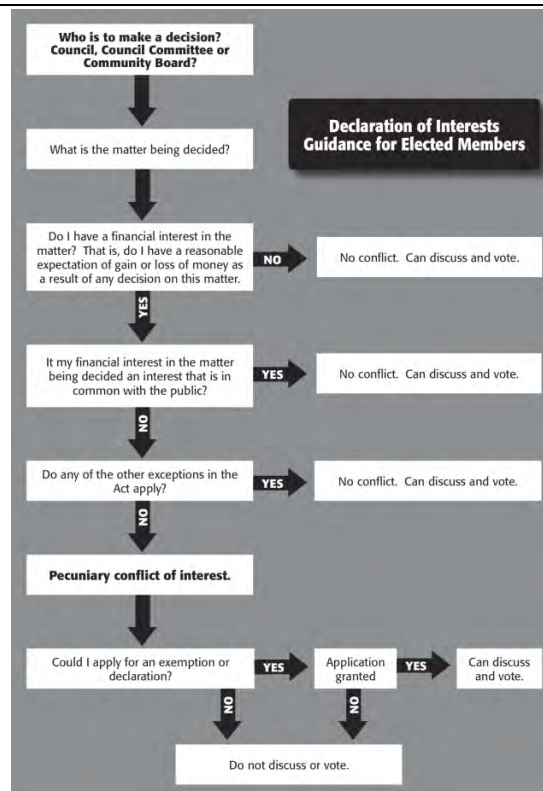 Who is to make a decision?
Council, Council Committee or
Community Board?
Declaration of Interests
Guidance for Elected Members
What is the matter being decided?
Do I have a financial interest in the
matter? That is, do I have a reasonable
expectation of gain or loss of money as
a result of any decision on this matter.
NO
No conflict. Can discuss and vote.
YES
It my financial interest in the matter
being decided an interest that is in
common with the public?
YES
No conflict. Can discuss and vote.
NO
Do any of the other exceptions in the
Act apply?
YES
No conflict. Can discuss and vote.
NO
Pecuniary conflict of interest.
Could I apply for an exemption or
declaration?
YES
Application
granted
YES
Can discuss
and vote.
NO
NO
Do not discuss or vote.